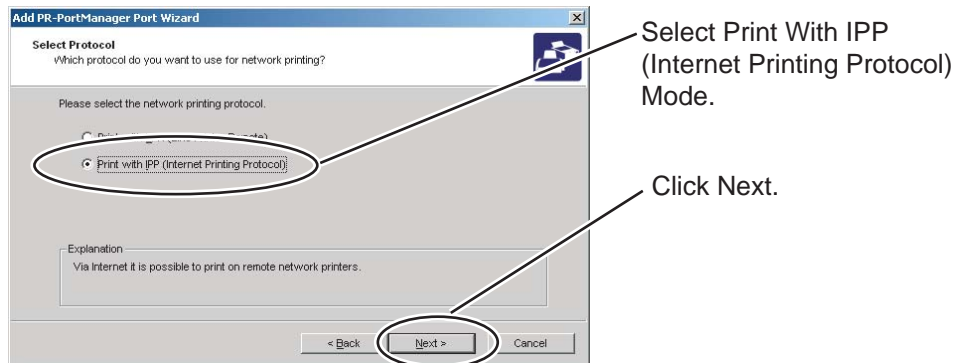 Add PR-PortManager Port Wizard
Select Protocol
Which protocol do you want to use for network printing?
Please select the network printing protocol.
Print with IPP (Internet Printing Protocol)
Explanation
Via Internet it is possible to print on remote network printers.
< Back
Next >
Cancel
Select Print With IPP
(Internet Printing Protocol)
Mode.
Click Next.